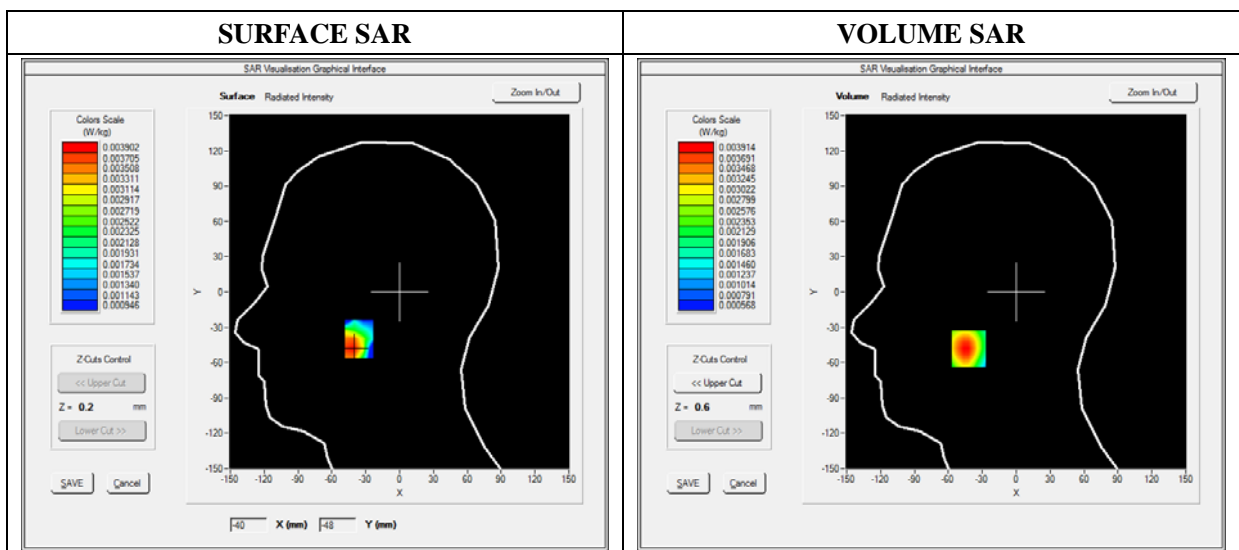 SURFACE SAR
VOLUME SAR
SAR Visualisation Graphical Interface
Surface Radiated Intensity
Zoom In/Out
Colors Scale
(W/kg)
0.003902
0.003705
0.003508
0.003311
0.003114
0.002917
0.002719
0.002522
0.002325
0.002128
0.001931
0.001734
0.001537
0.001340
0.001143
0.000946
Z-Cuts Control
<< Upper Cut
Z = 0.2 mm
Lower Cut >>
SAVE Cancel
150
120
90
60
30
0
-30
-60
-90
-120
-150
Y
-150 -120 -90 -60 -30 0 30 60 90 120 150
X
-40 X (mm) -48 Y (mm)
SAR Visualisation Graphical Interface
Volume Radiated Intensity
Zoom In/Out
Colors Scale
(W/kg)
0.003914
0.003691
0.003468
0.003245
0.003022
0.002799
0.002576
0.002353
0.002129
0.001906
0.001683
0.001460
0.001237
0.001014
0.000791
0.000568
Z-Cuts Control
<< Upper Cut
Z = 0.6 mm
Lower Cut >>
SAVE Cancel
150
120
90
60
30
0
-30
-60
-90
-120
-150
Y
-150 -120 -90 -60 -30 0 30 60 90 120 150
X